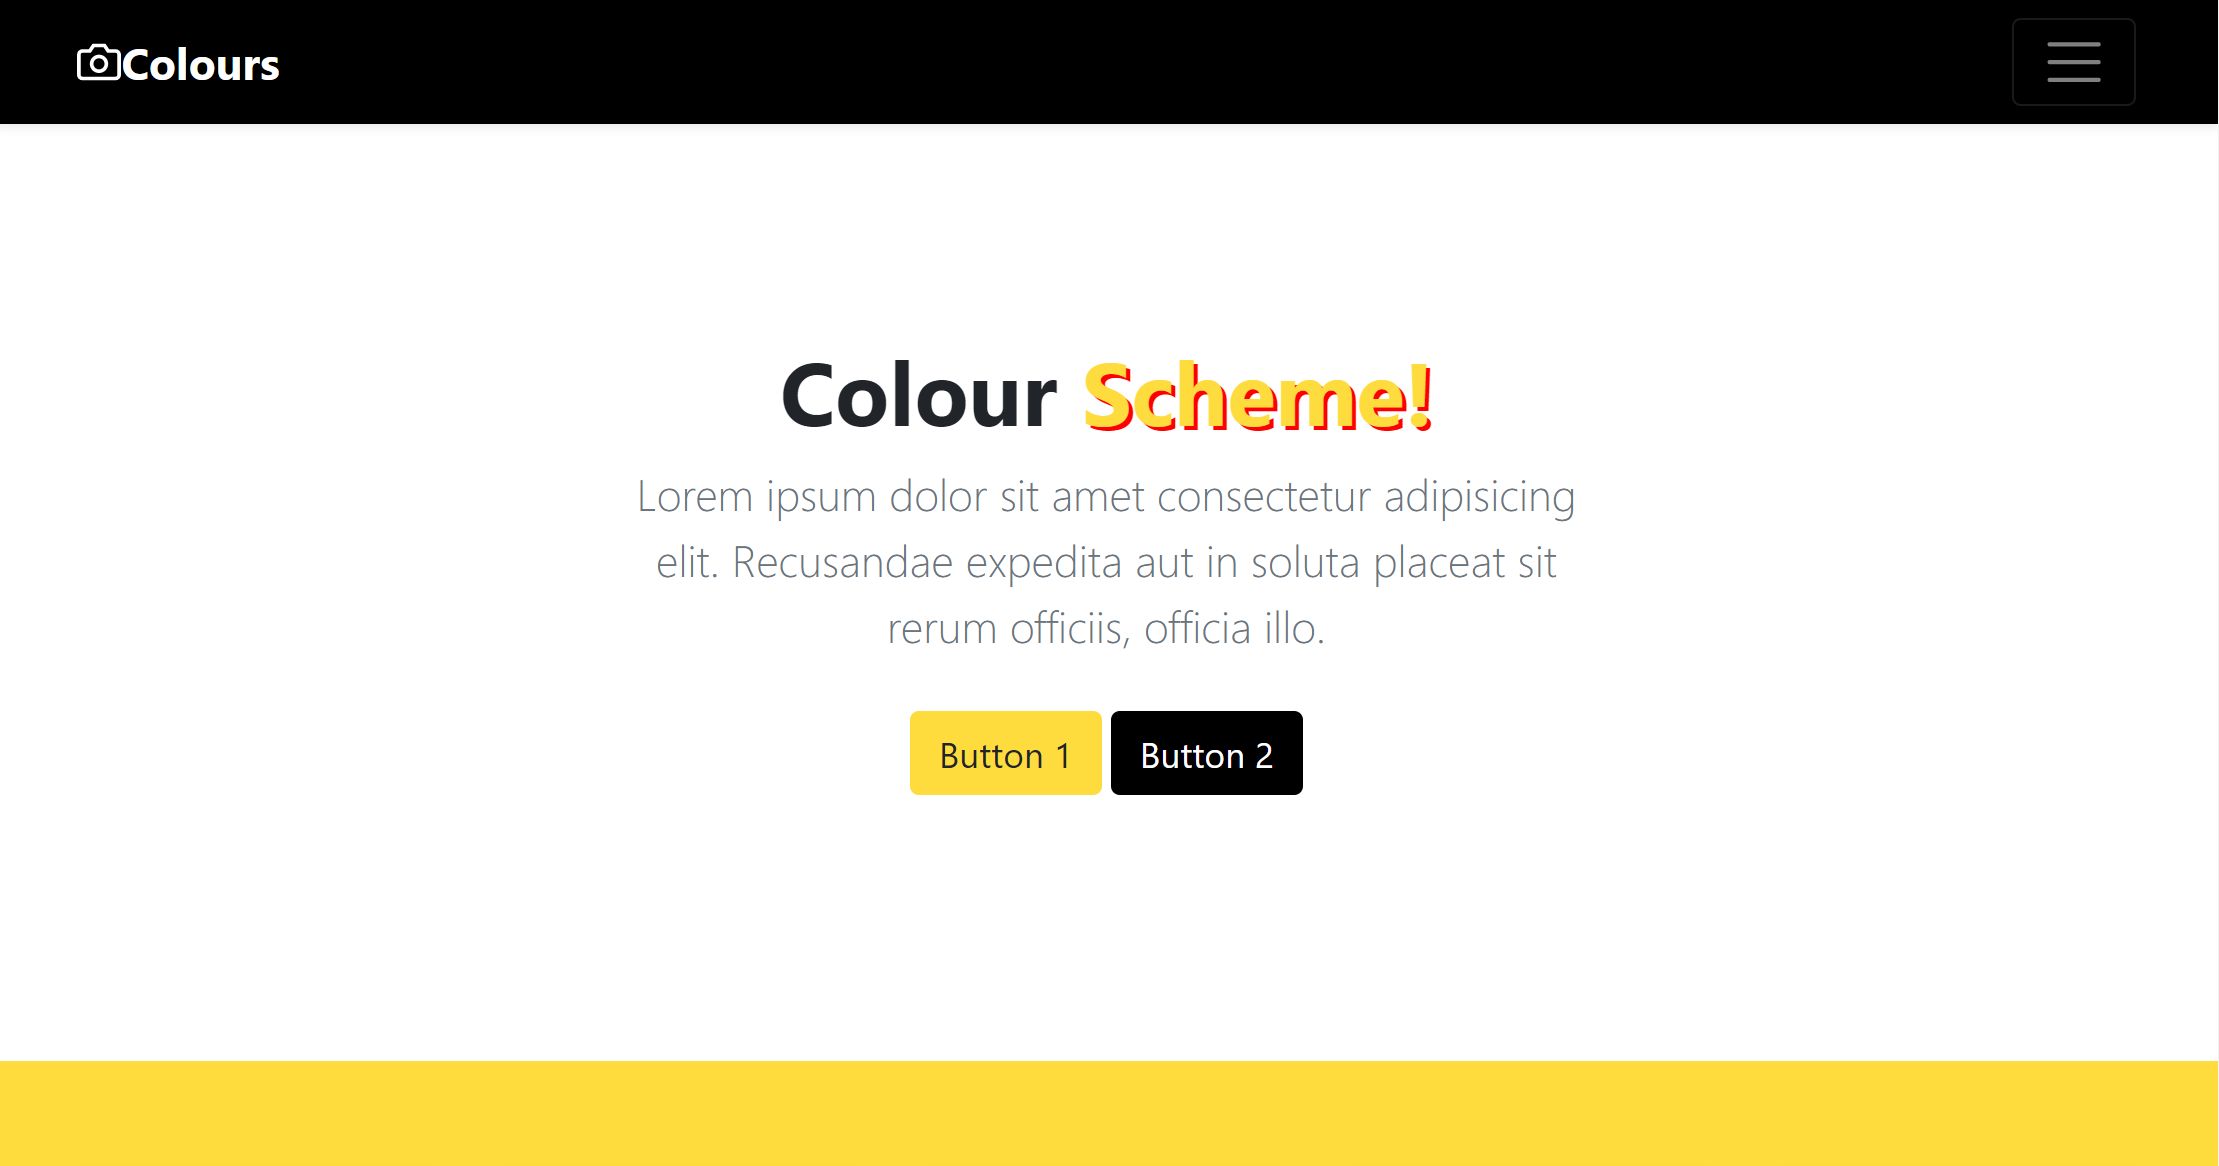 Colours
Colour Scheme!
Lorem ipsum dolor sit amet consectetur adipisicing
elit. Recusandae expedita aut in soluta placeat sit
rerum officiis, officia illo.
Button 1 Button 2